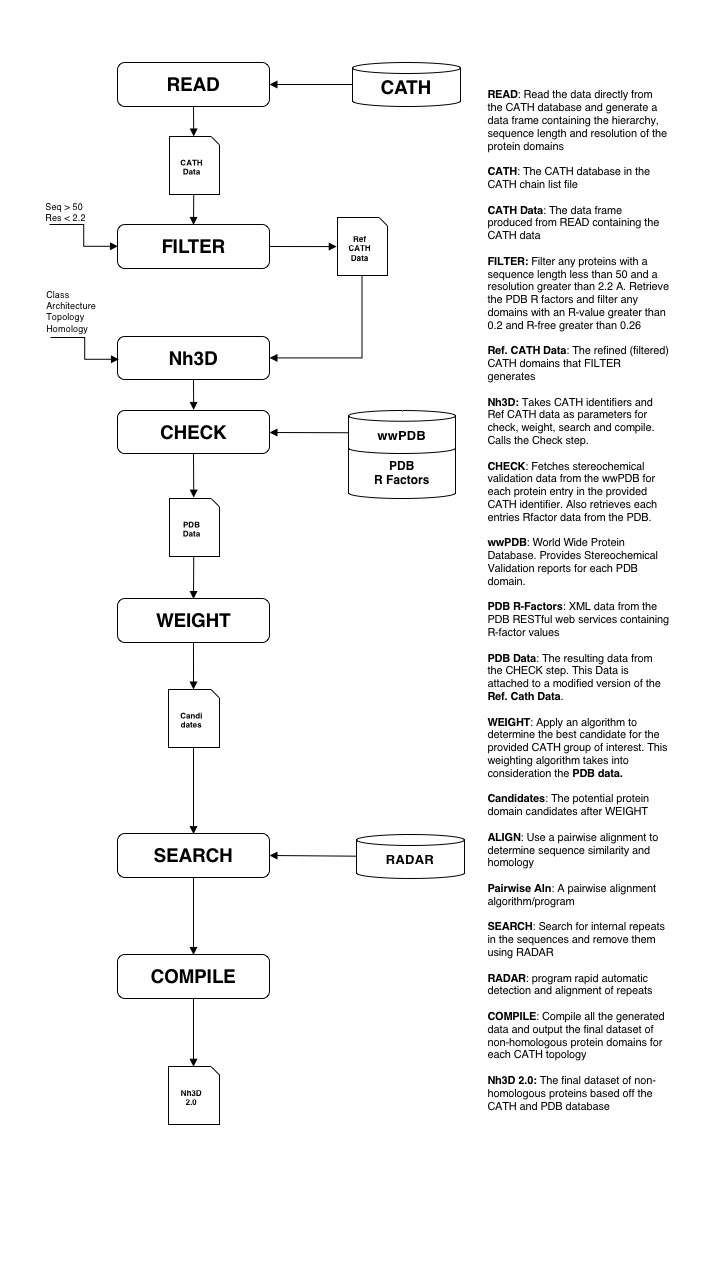 READ
CATH
CATH
Data
Seq > 50
Res < 2.2
FILTER
Ref
CATH
Data
Class
Architecture
Topology
Homology
Nh3D
CHECK
wwPDB
PDB
R Factors
PDB
Data
WEIGHT
Candi
dates
SEARCH
RADAR
COMPILE
Nh3D
2.0
READ: Read the data directly from
the CATH database and generate a
data frame containing the hierarchy,
sequence length and resolution of the
protein domains
CATH: The CATH database in the
CATH chain list file
CATH Data: The data frame
produced from READ containing the
CATH data
FILTER: Filter any proteins with a
sequence length less than 50 and a
resolution greater than 2.2 A. Retrieve
the PDB R factors and filter any
domains with an R-value greater than
0.2 and R-free greater than 0.26
Ref. CATH Data: The refined (filtered)
CATH domains that FILTER
generates
Nh3D: Takes CATH identifiers and
Ref CATH data as parameters for
check, weight, search and compile.
Calls the Check step.
CHECK: Fetches stereochemical
validation data from the wwPDB for
each protein entry in the provided
CATH identifier. Also retrieves each
entries Rfactor data from the PDB.
wwPDB: World Wide Protein
Database. Provides Stereochemical
Validation reports for each PDB
domain.
PDB R-Factors: XML data from the
PDB RESTful web services containing
R-factor values
PDB Data: The resulting data from
the CHECK step. This Data is
attached to a modified version of the
Ref. Cath Data.
WEIGHT: Apply an algorithm to
determine the best candidate for the
provided CATH group of interest. This
weighting algorithm takes into
consideration the PDB data.
Candidates: The potential protein
domain candidates after WEIGHT
ALIGN: Use a pairwise alignment to
determine sequence similarity and
homology
Pairwise Aln: A pairwise alignment
algorithm/program
SEARCH: Search for internal repeats
in the sequences and remove them
using RADAR
RADAR: program rapid automatic
detection and alignment of repeats
COMPILE: Compile all the generated
data and output the final dataset of
non-homologous protein domains for
each CATH topology
Nh3D 2.0: The final dataset of non-
homologous proteins based off the
CATH and PDB database